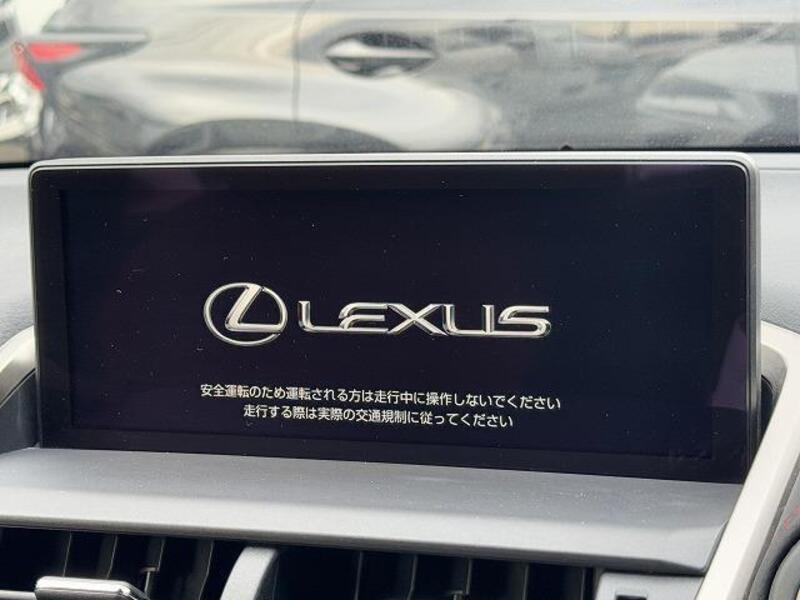 LEXUS
安全運転のため運転される方は走行中に操作しないでください
走行する際は実際の交通規制に従ってください